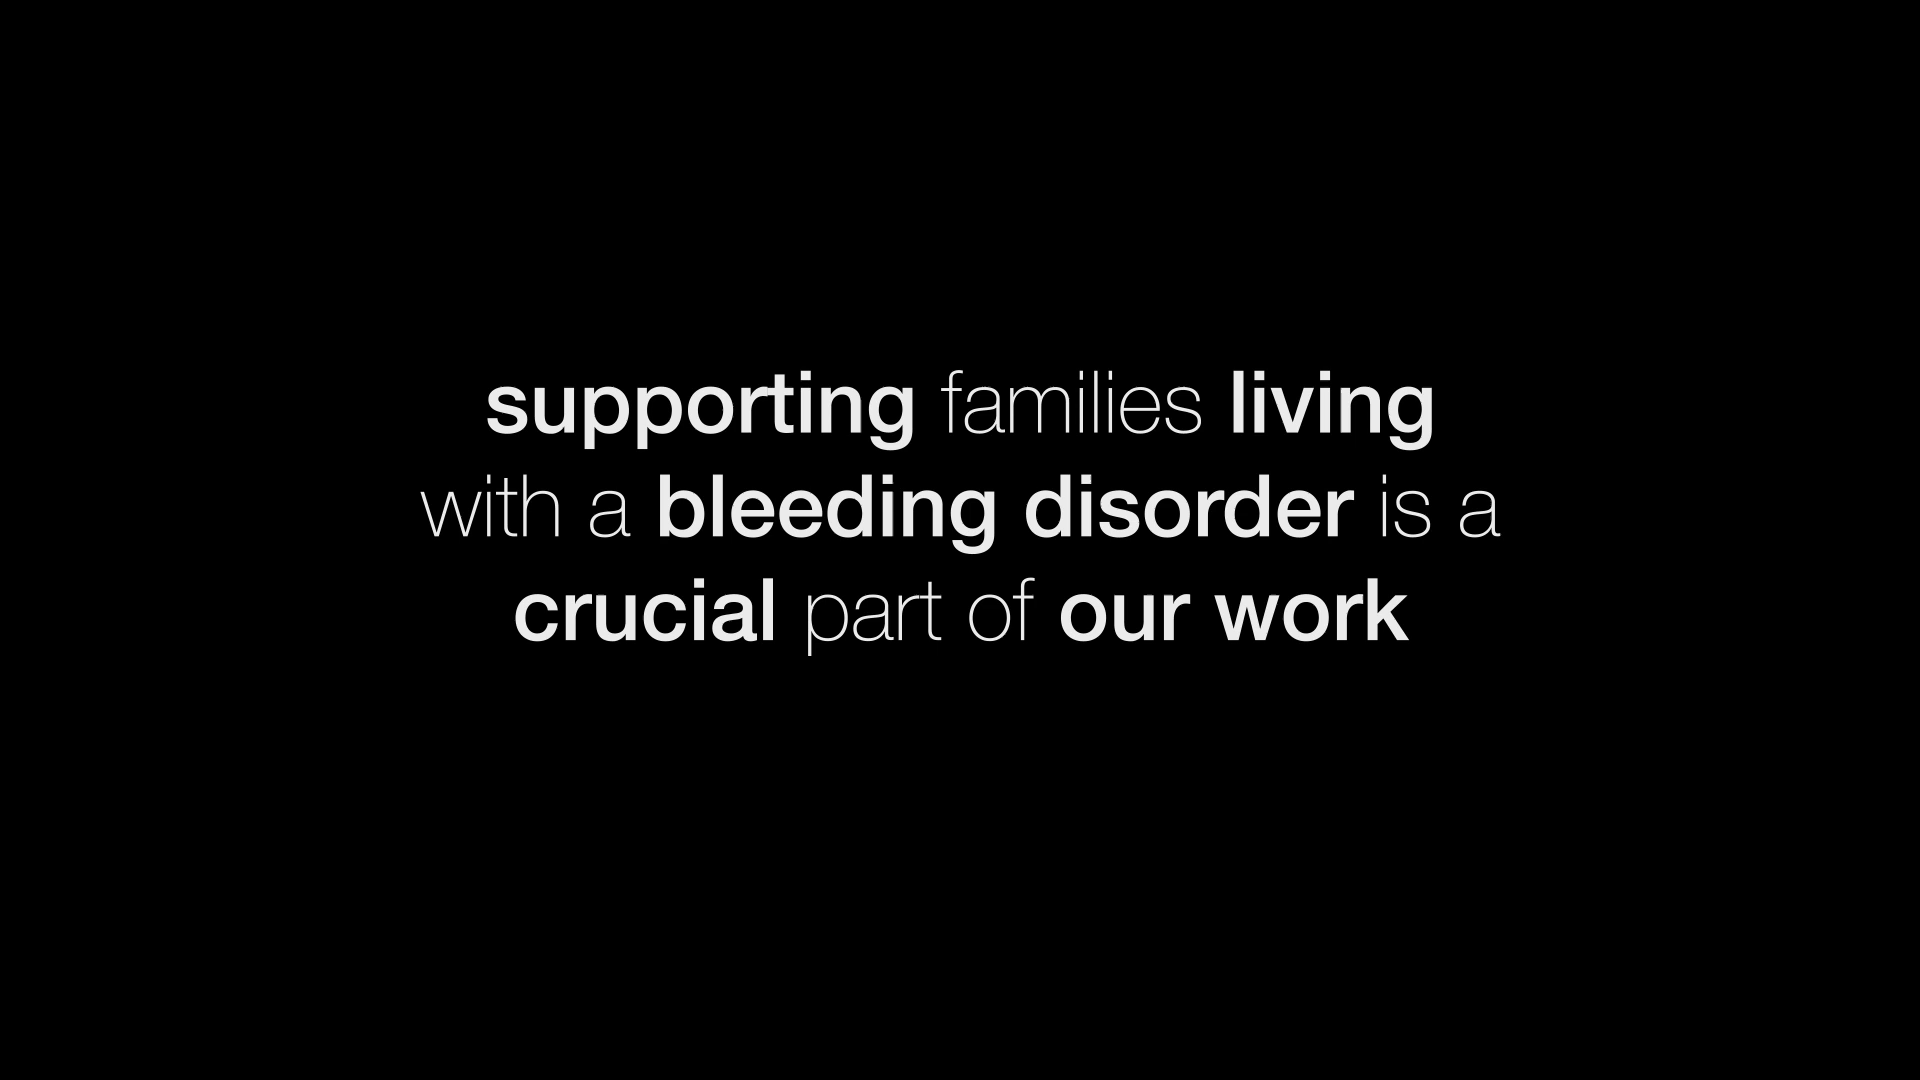 supporting families living
with a bleeding disorder is a
crucial part of our work